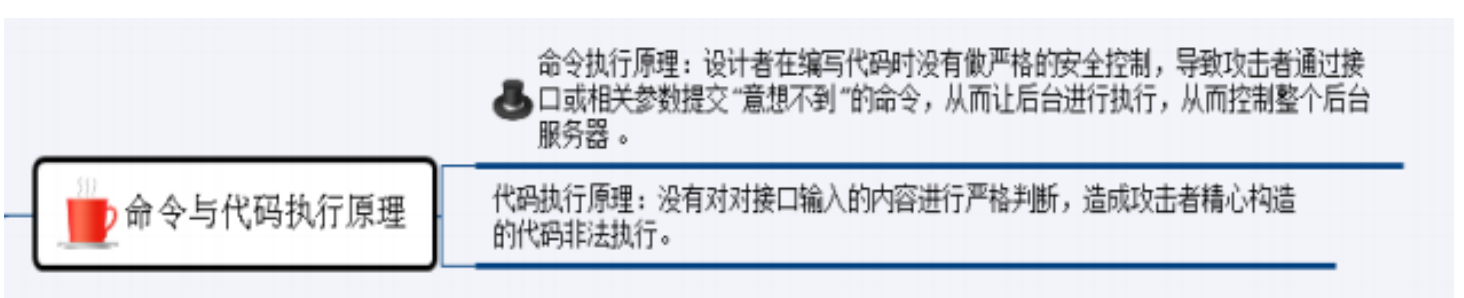 命令执行原理：设计者在编写代码时没有做严格的安全控制，导致攻击者通过接
口或相关参数提交“意想不到”的命令，从而让后台进行执行，从而控制整个后台
服务器 。
命令与代码执行原理
代码执行原理：没有对对接口输入的内容进行严格判断，造成攻击者精心构造
的代码非法执行。